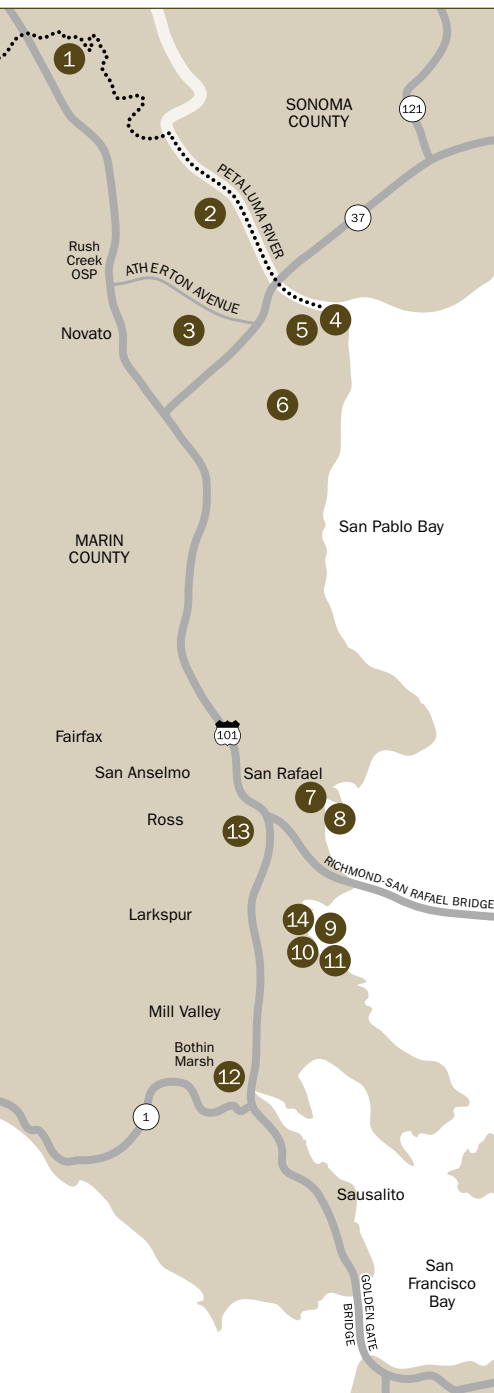 1
SONOMA
COUNTY
121
PETALUMA RIVER
2
37
Rush
Creek
OSP
ATHERTON AVENUE
4
5
3
Novato
6
San Pablo Bay
MARIN
COUNTY
101
Fairfax
San Anselmo
San Rafael
7
8
Ross
13
RICHMOND-SAN RAFAEL BRIDGE
Larkspur
14
9
10
11
Mill Valley
Bothin
Marsh
12
1
Sausalito
San
Francisco
Bay
GOLDEN GATE
BRIDGE